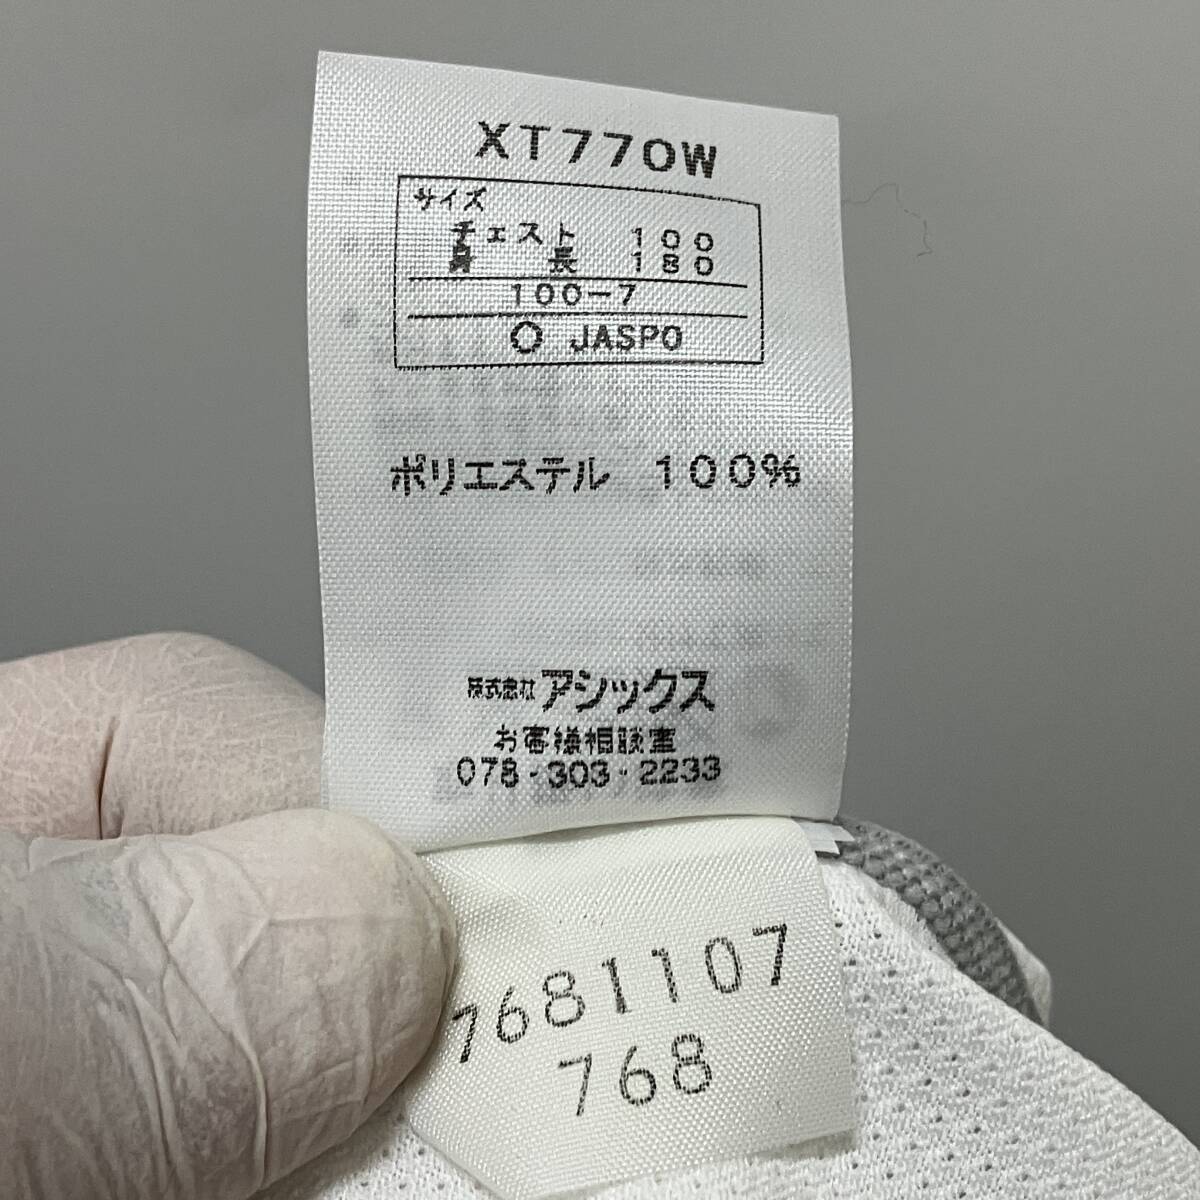 XT770W
サイズ
チェスト 100
身 長 180
100-7
○ JASPO
ポリエステル 100%
株式会社アシックス
お客様相談室
078-303-2233
7681107
768